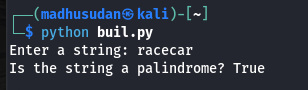 ┌──(madhusudan㉿kali)-[~]
└─$ python buil.py
Enter a string: racecar
Is the string a palindrome? True